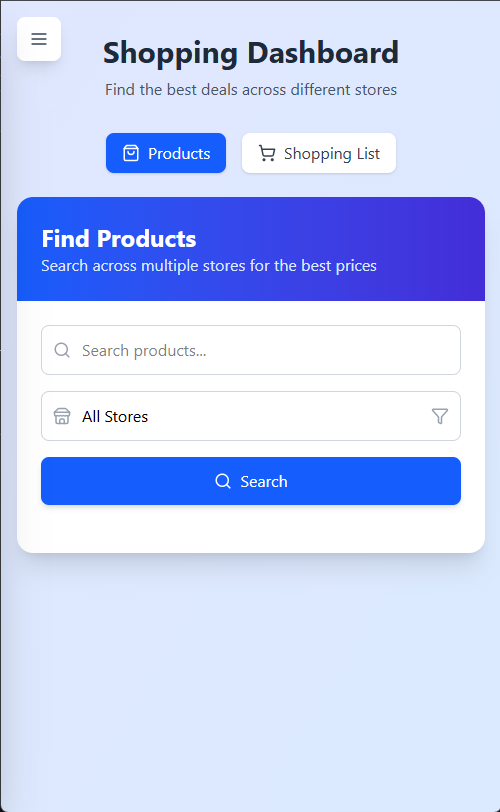 Shopping Dashboard
Find the best deals across different stores
Products
Shopping List
Find Products
Search across multiple stores for the best prices
Search products...
All Stores
Search